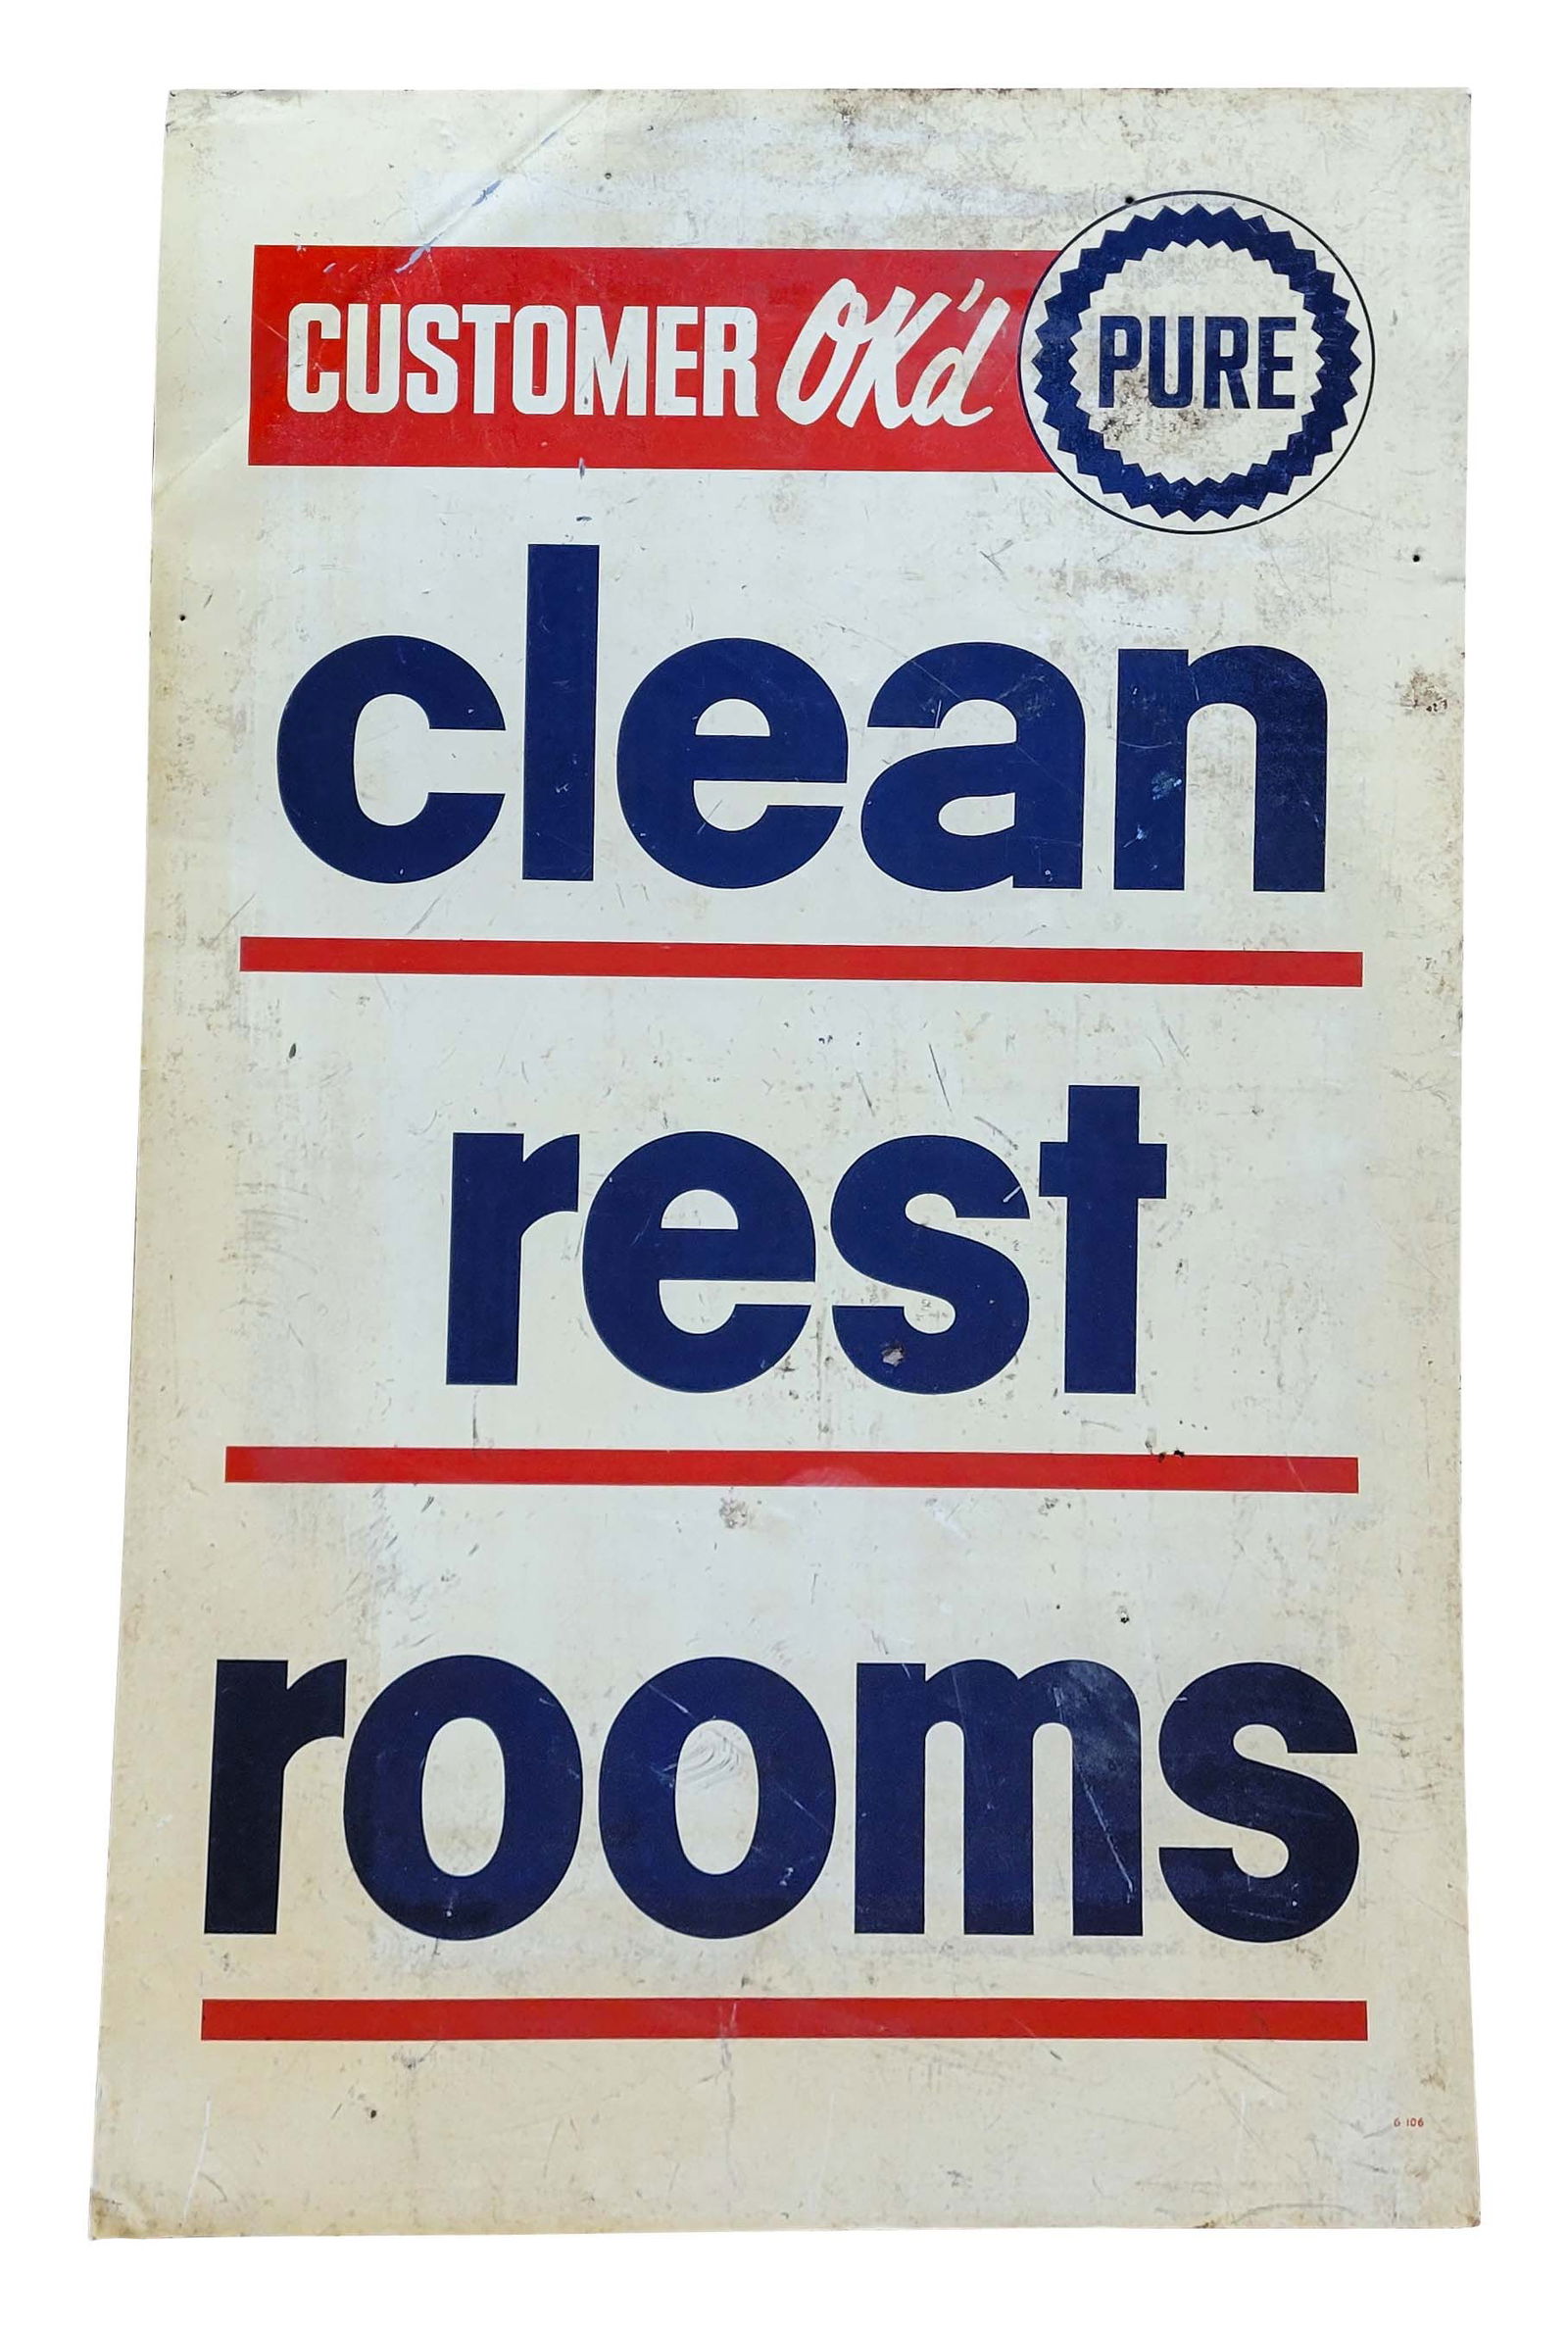 CUSTOMER OK'd PURE
clean
rest
rooms
G 106